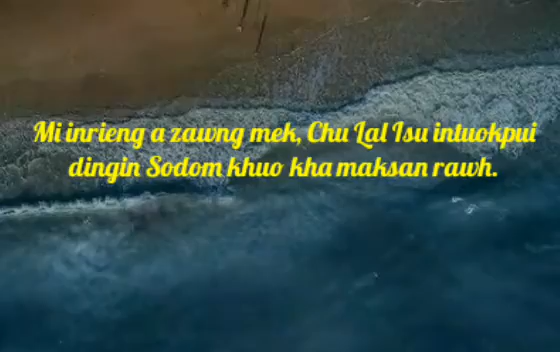 Mi inrieng a zawng mek, Chu Lal Isu intuokpui
dingin Sodom khuo kha maksan rawh.